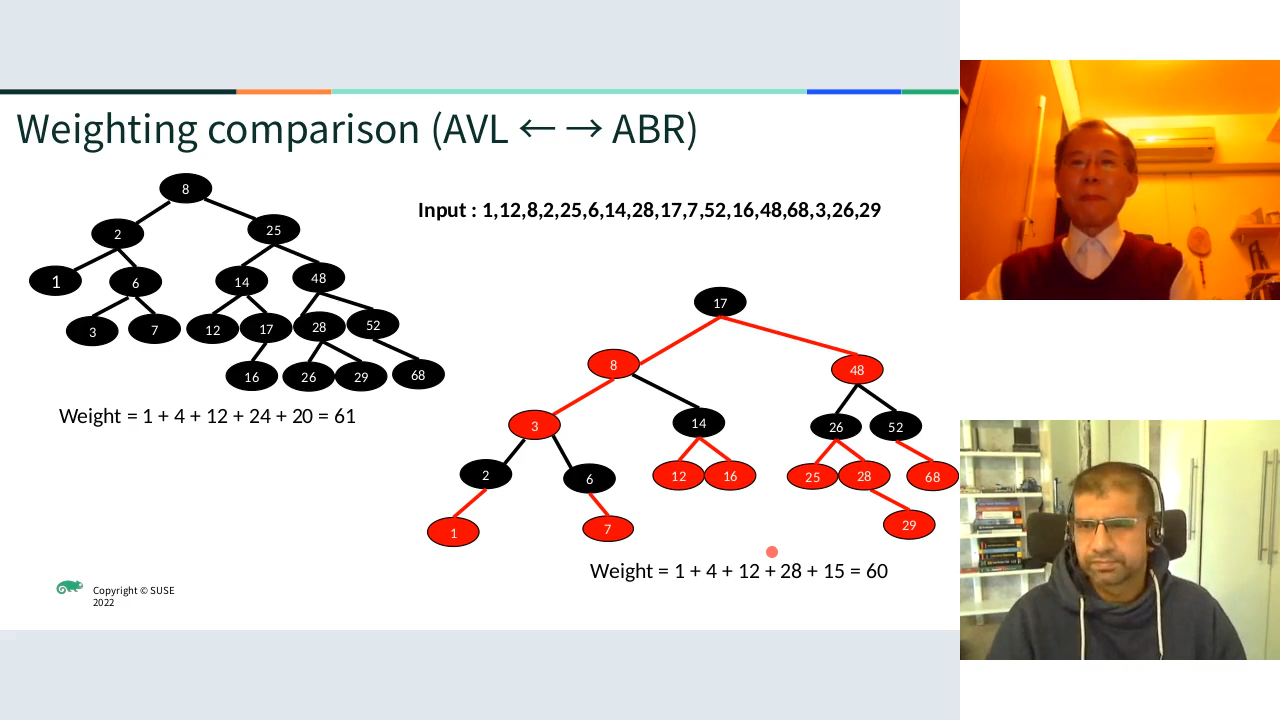 Weighting comparison (AVL ← → ABR)
8
Input : 1,12,8,2,25,6,14,28,17,7,52,16,48,68,3,26,29
2 25
1 6 14 48
3 7 12 17 28 52
16 26 29 68
Weight = 1 + 4 + 12 + 24 + 20 = 61
17
8 48
3 14 26 52
2 6 12 16 25 28 68
1 7 29
Weight = 1 + 4 + 12 + 28 + 15 = 60
Copyright © SUSE
2022